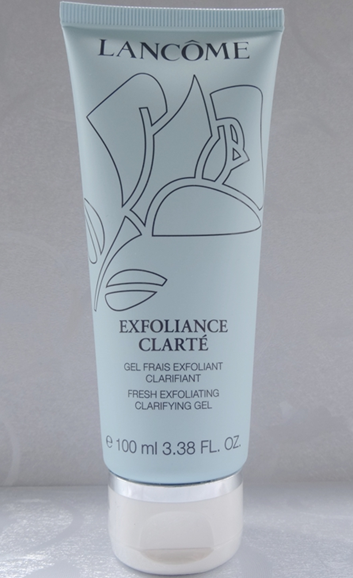 LANCÔME
EXFOLIANCE
CLARTÉ
GEL FRAIS EXFOLIANT
CLARIFIANT
FRESH EXFOLIATING
CLARIFYING GEL
℮ 100 ml 3.38 FL. OZ.